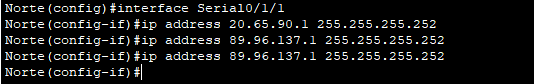 Norte(config)#interface Serial0/1/1
Norte(config-if)#ip address 20.65.90.1 255.255.255.252
Norte(config-if)#ip address 89.96.137.1 255.255.255.252
Norte(config-if)#ip address 89.96.137.1 255.255.255.252
Norte(config-if)#